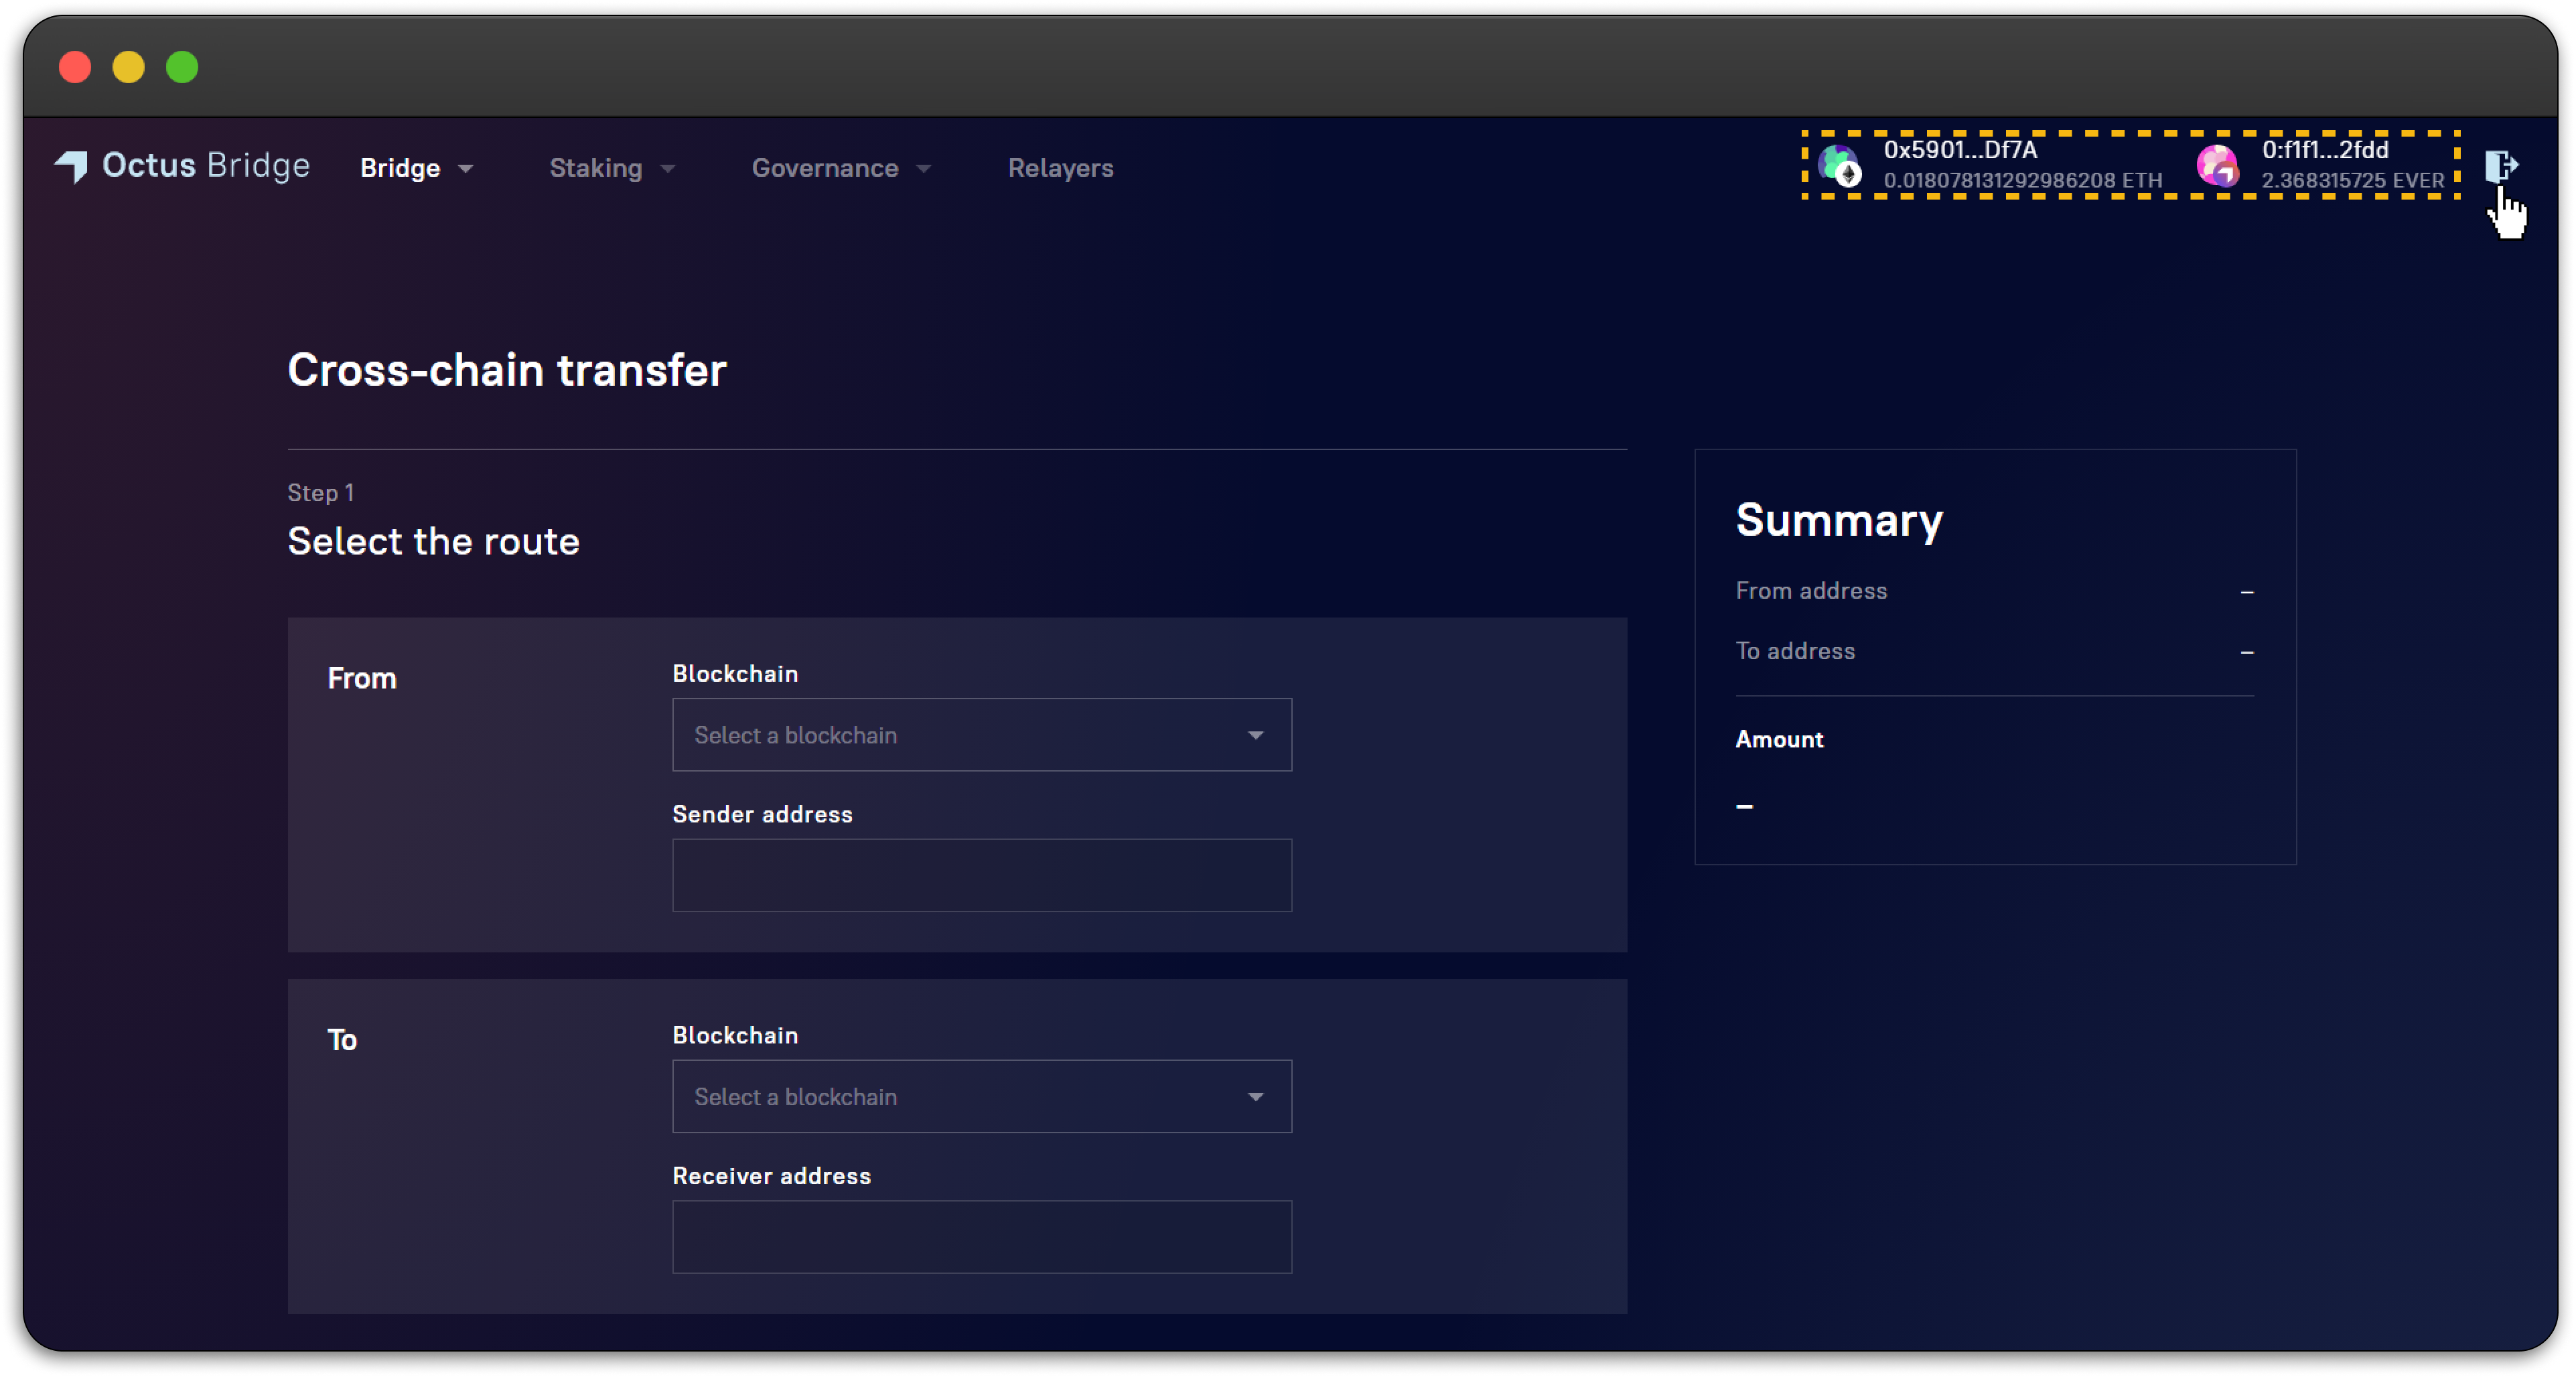 Octus Bridge
Bridge
Staking
Governance
Relayers
0x5901...Df7A
0.018078131292986208 ETH
0:f1f1...2fdd
2.368315725 EVER
Cross-chain transfer
Step 1
Select the route
From
Blockchain
Select a blockchain
Sender address
To
Blockchain
Select a blockchain
Receiver address
Summary
From address –
To address –
Amount
–